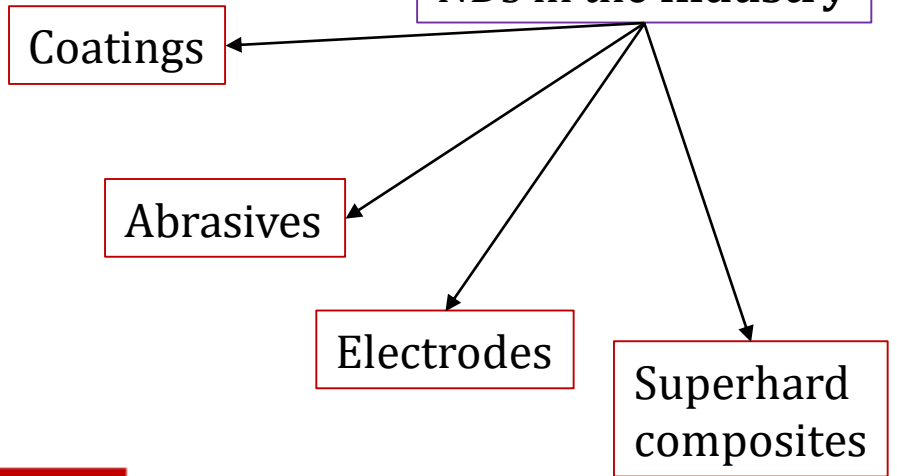 NDs in the Industry
Coatings
Abrasives
Electrodes
Superhard
composites